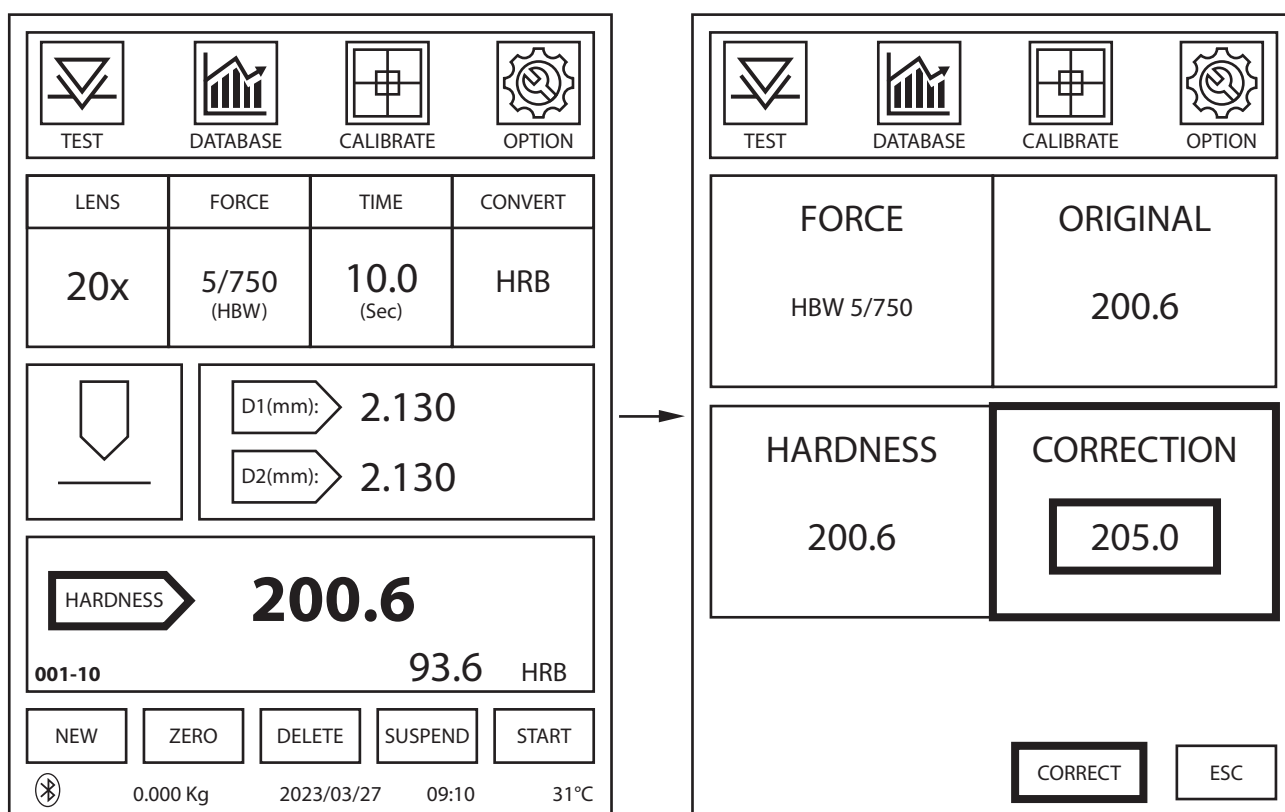 TEST DATABASE CALIBRATE OPTION
LENS FORCE TIME CONVERT
20x 5/750 10.0 HRB
(HBW) (Sec)
D1(mm): 2.130
D2(mm): 2.130
HARDNESS 200.6
001-10 93.6 HRB
NEW ZERO DELETE SUSPEND START
0.000 Kg 2023/03/27 09:10 31°C
TEST DATABASE CALIBRATE OPTION
FORCE ORIGINAL
HBW 5/750 200.6
HARDNESS CORRECTION
200.6 205.0
CORRECT ESC